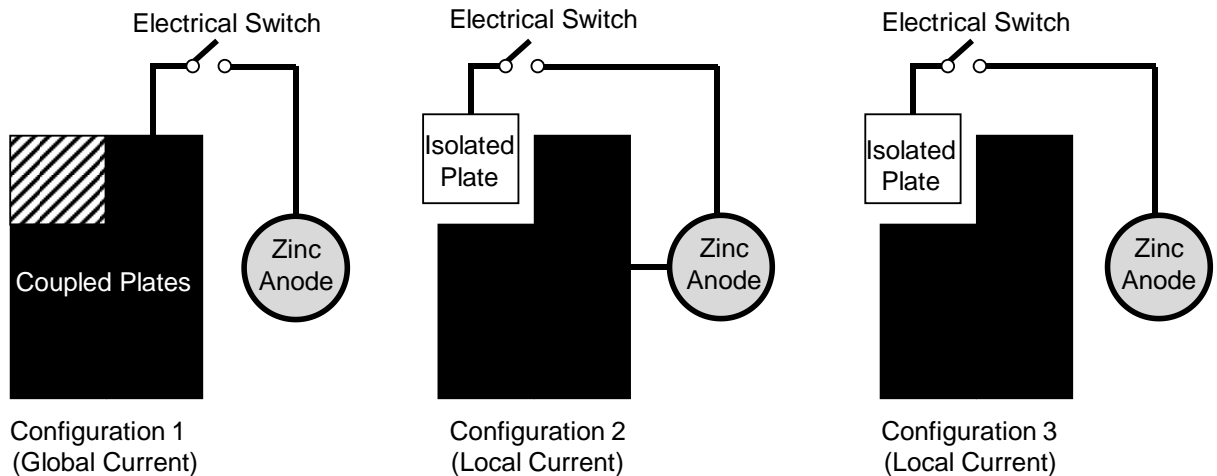 Electrical Switch
Coupled Plates
Zinc
Anode
Configuration 1
(Global Current)
Electrical Switch
Isolated
Plate
Zinc
Anode
Configuration 2
(Local Current)
Electrical Switch
Isolated
Plate
Zinc
Anode
Configuration 3
(Local Current)